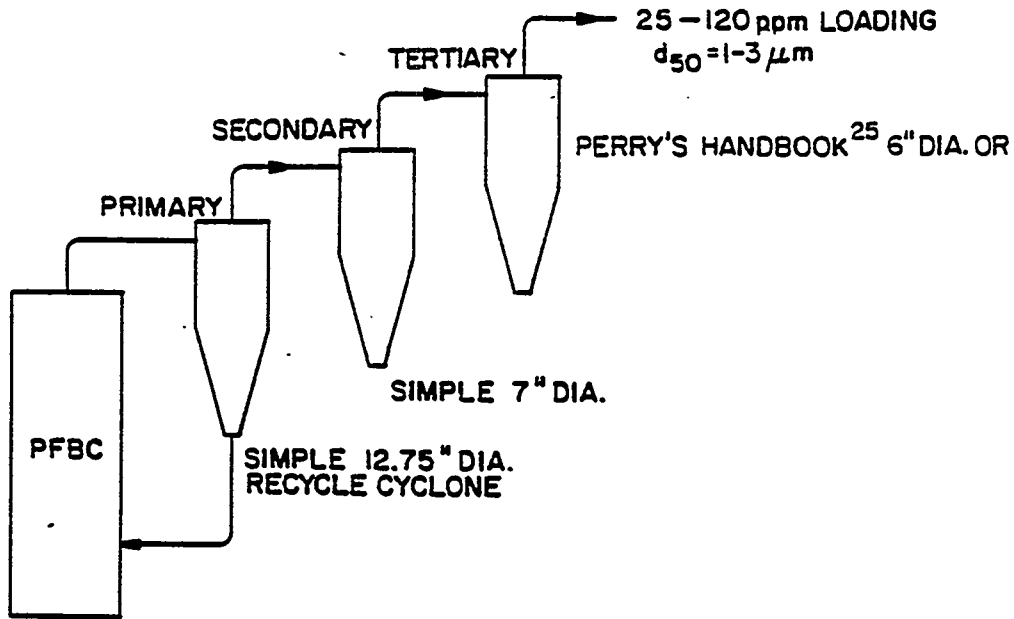 25–120 ppm LOADING
d50=1-3 μm
TERTIARY
SECONDARY
PERRY'S HANDBOOK25 6" DIA. OR
PRIMARY
SIMPLE 7" DIA.
PFBC
SIMPLE 12.75" DIA.
RECYCLE CYCLONE